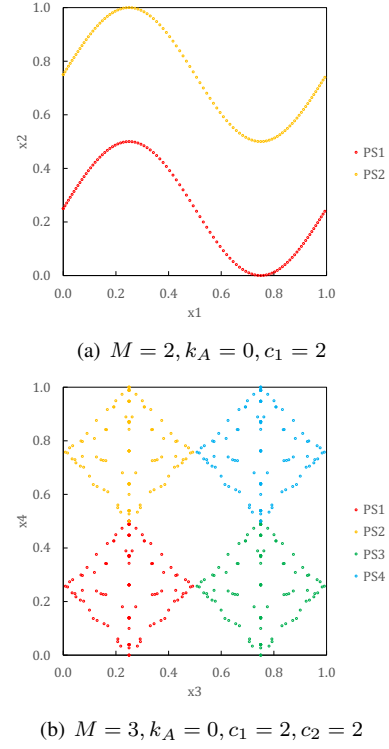 1.0
0.8
0.6
x2
0.4
0.2
0.0
0.0 0.2 0.4 0.6 0.8 1.0
x1
PS1
PS2
(a) M = 2, k_A = 0, c_1 = 2
1.0
0.8
0.6
x4
0.4
0.2
0.0
0.0 0.2 0.4 0.6 0.8 1.0
x3
PS1
PS2
PS3
PS4
(b) M = 3, k_A = 0, c_1 = 2, c_2 = 2